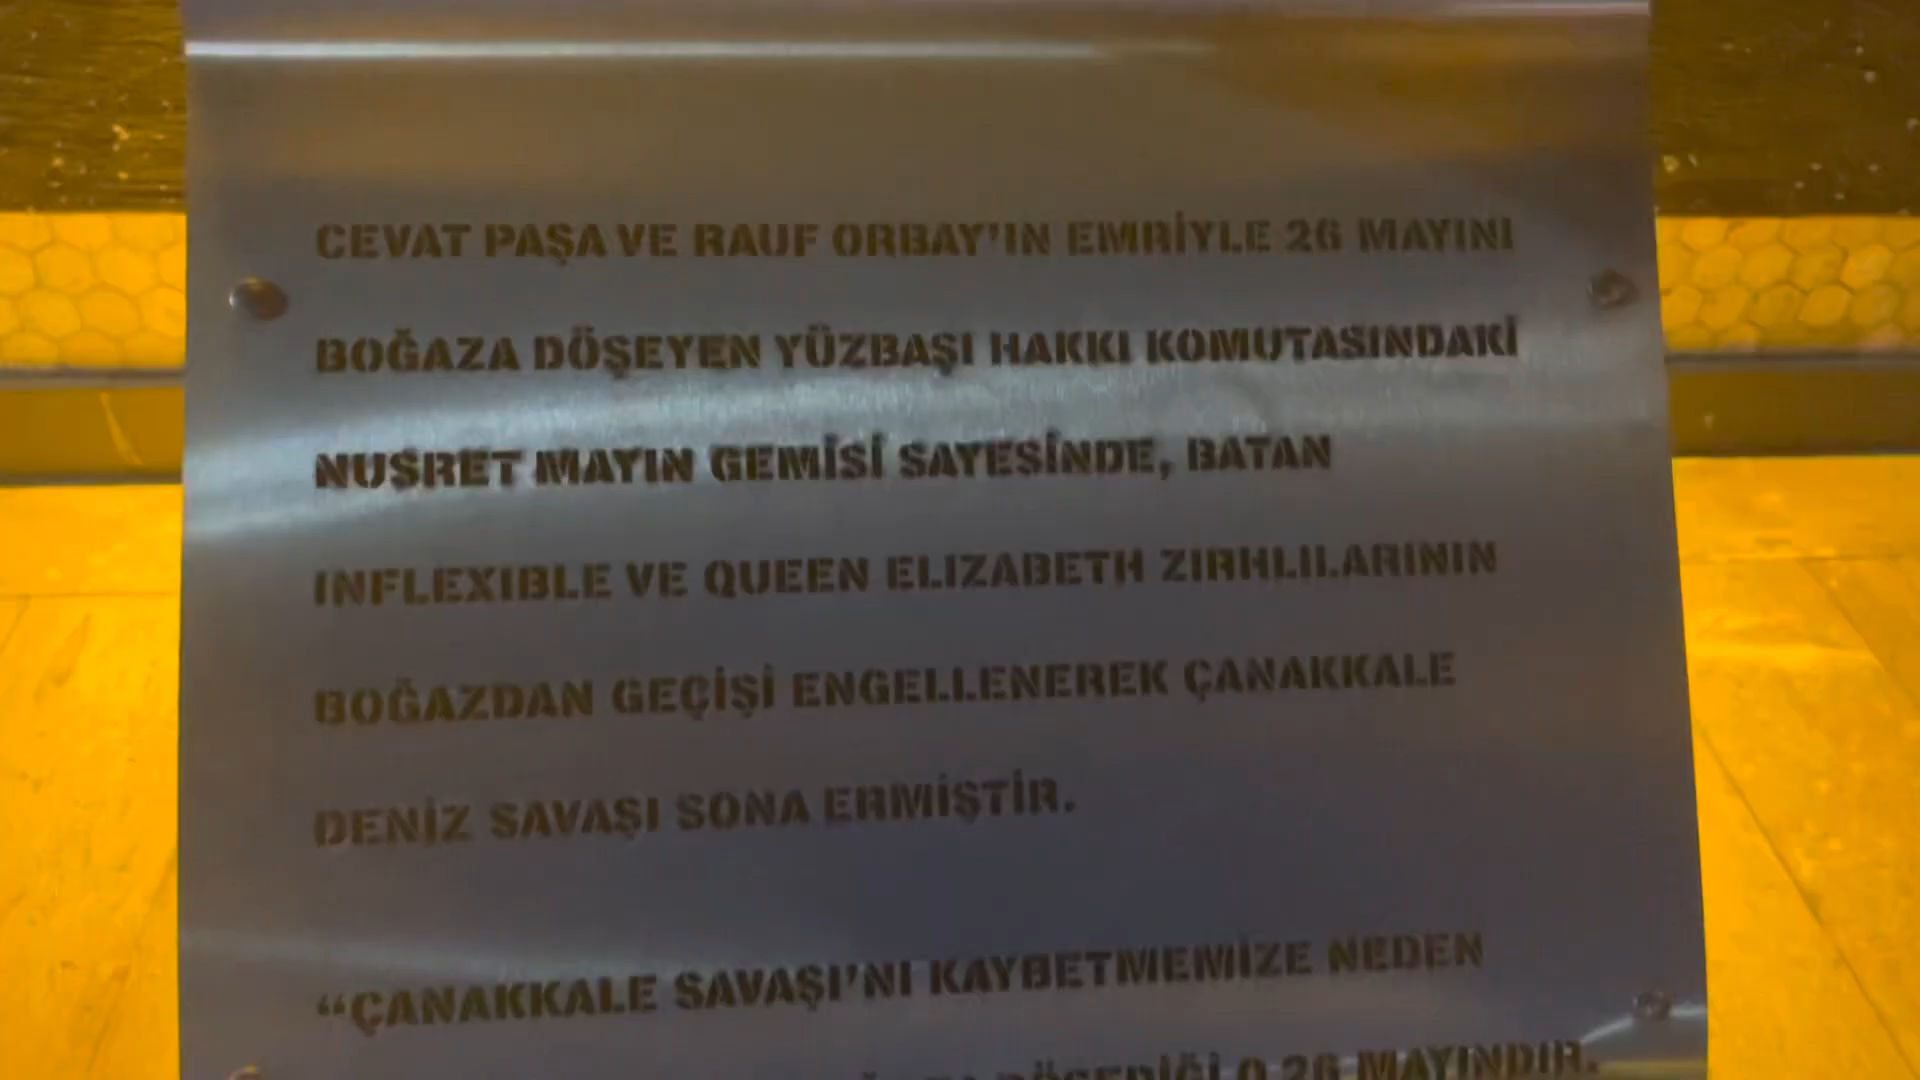 CEVAT PAŞA VE RAUF ORBAY'IN EMRİYLE 26 MAYINI
BOĞAZA DÖŞEYEN YÜZBAŞI HAKKI KOMUTASINDAKİ
NUSRET MAYIN GEMİSİ SAYESİNDE, BATAN
INFLEXIBLE VE QUEEN ELIZABETH ZIRHLILARININ
BOĞAZDAN GEÇİŞİ ENGELLENEREK ÇANAKKALE
DENİZ SAVAŞI SONA ERMİŞTİR.
“ÇANAKKALE SAVAŞI'NI KAYBETMEMİZE NEDEN
DÖŞEDİĞİ O 26 MAYINDIR.